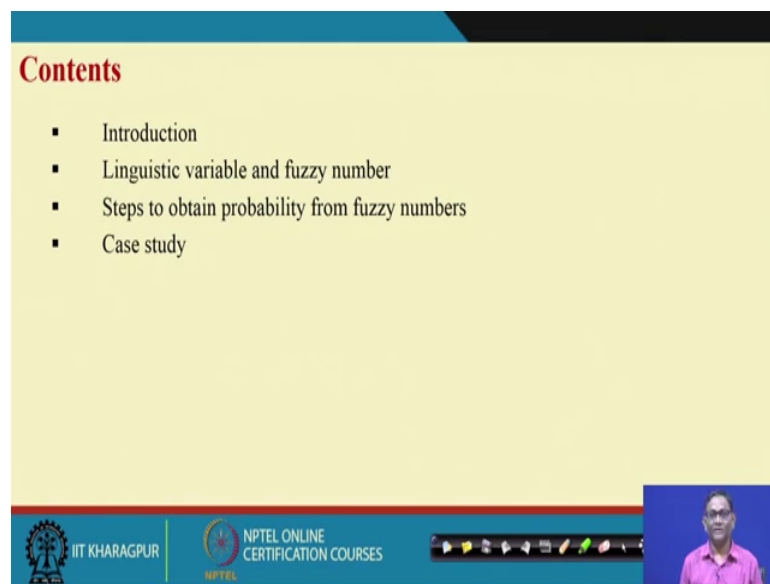 Contents
▪ Introduction
▪ Linguistic variable and fuzzy number
▪ Steps to obtain probability from fuzzy numbers
▪ Case study
IIT KHARAGPUR
NPTEL
NPTEL ONLINE
CERTIFICATION COURSES